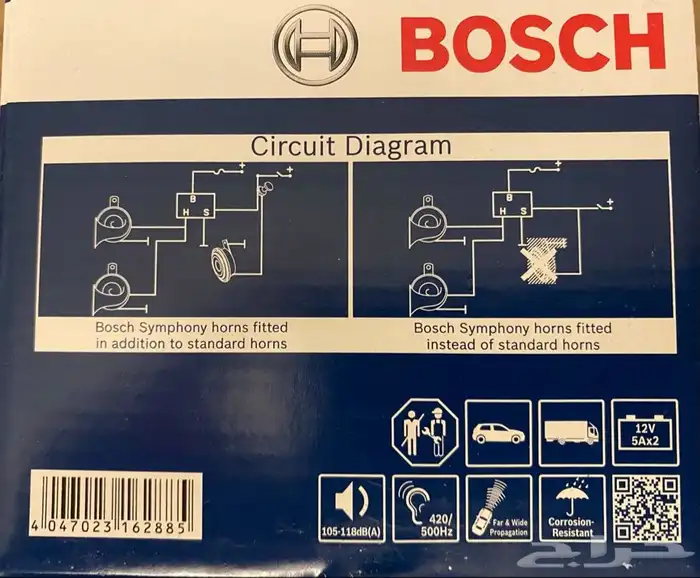 BOSCH
Circuit Diagram
B
H S
+
+
B
H S
+
+
Bosch Symphony horns fitted
in addition to standard horns
Bosch Symphony horns fitted
instead of standard horns
12V
5Ax2
105-118dB(A)
420/
500Hz
Far & Wide
Propagation
Corrosion-
Resistant
4 047023 162885
حراج